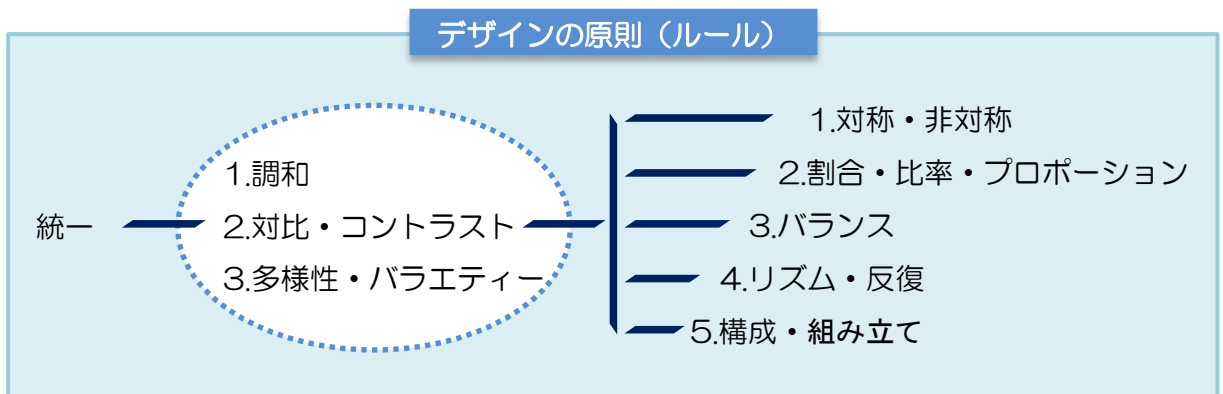 デザインの原則（ルール）
統一
1.調和
2.対比・コントラスト
3.多様性・バラエティー
1.対称・非対称
2.割合・比率・プロポーション
3.バランス
4.リズム・反復
5.構成・組み立て